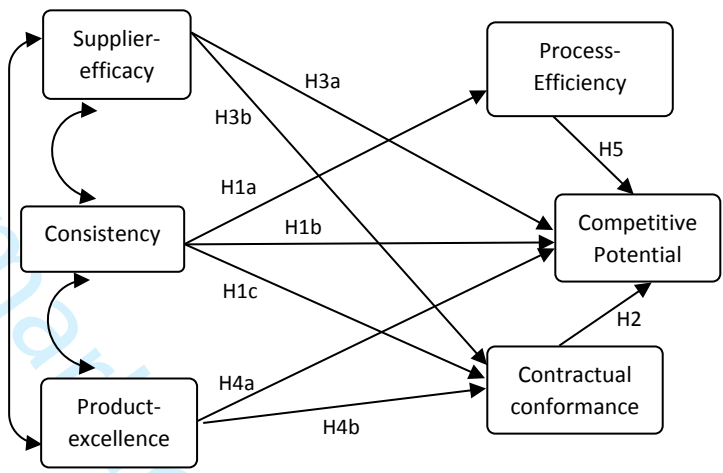 Supplier-
efficacy
Process-
Efficiency
H3a
H3b
H5
H1a
Consistency
H1b
Competitive
Potential
H1c
H2
H4a
Contractual
conformance
Product-
excellence
H4b